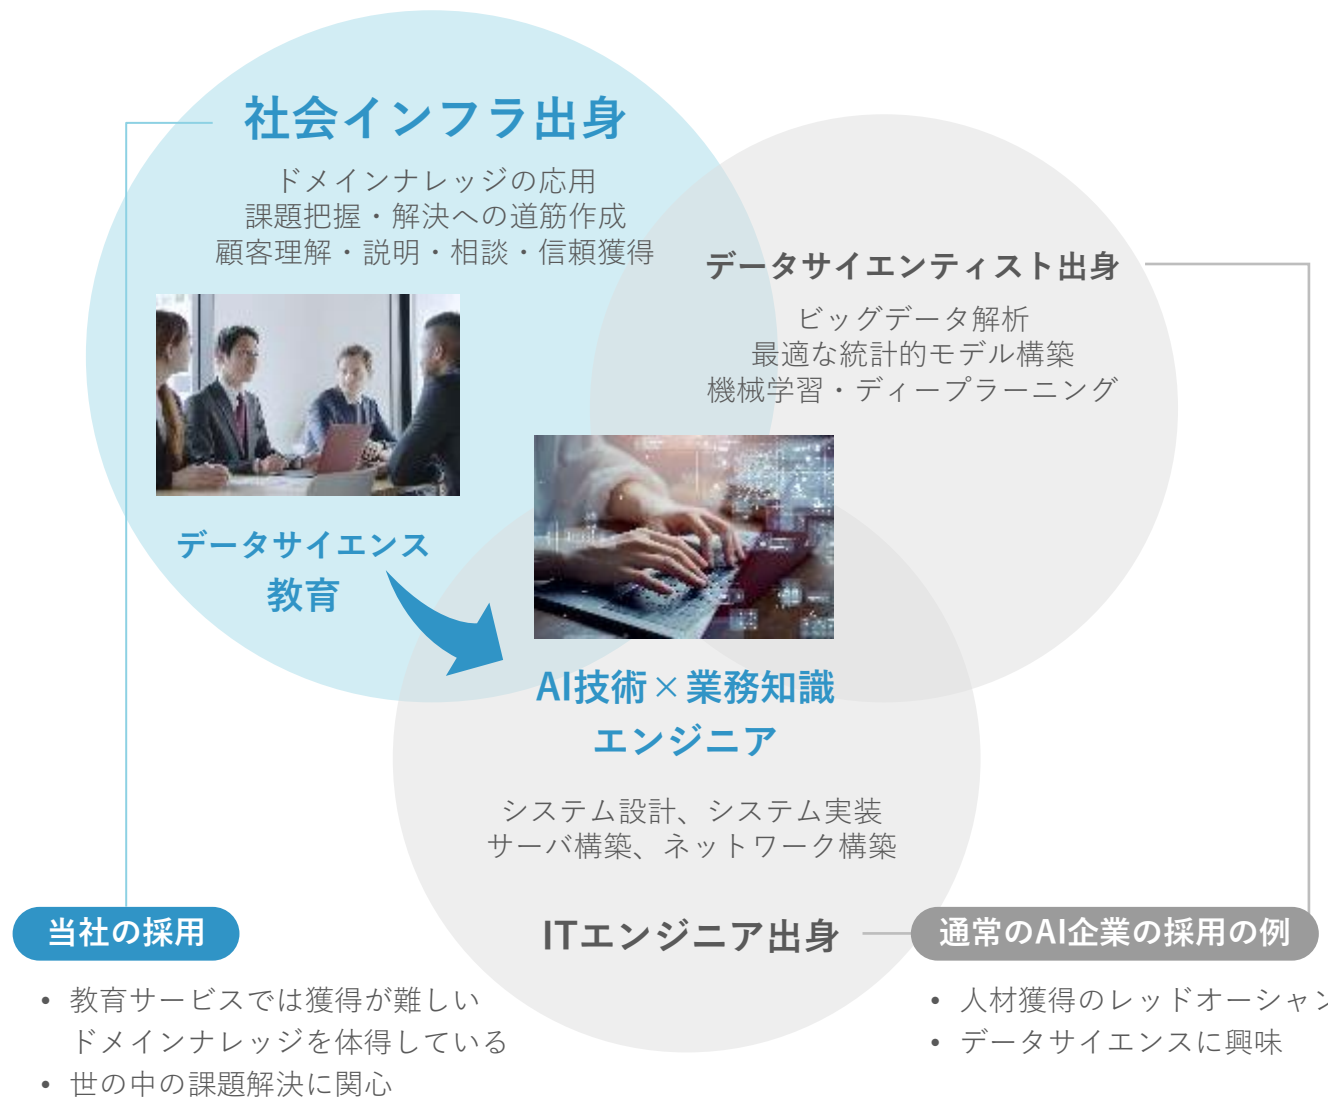 社会インフラ出身
ドメインナレッジの応用
課題把握・解決への道筋作成
顧客理解・説明・相談・信頼獲得
データサイエンティスト出身
ビッグデータ解析
最適な統計的モデル構築
機械学習・ディープラーニング
データサイエンス
教育
AI技術×業務知識
エンジニア
システム設計、システム実装
サーバ構築、ネットワーク構築
ITエンジニア出身
当社の採用
• 教育サービスでは獲得が難しい
ドメインナレッジを体得している
• 世の中の課題解決に関心
通常のAI企業の採用の例
• 人材獲得のレッドオーシャン
• データサイエンスに興味